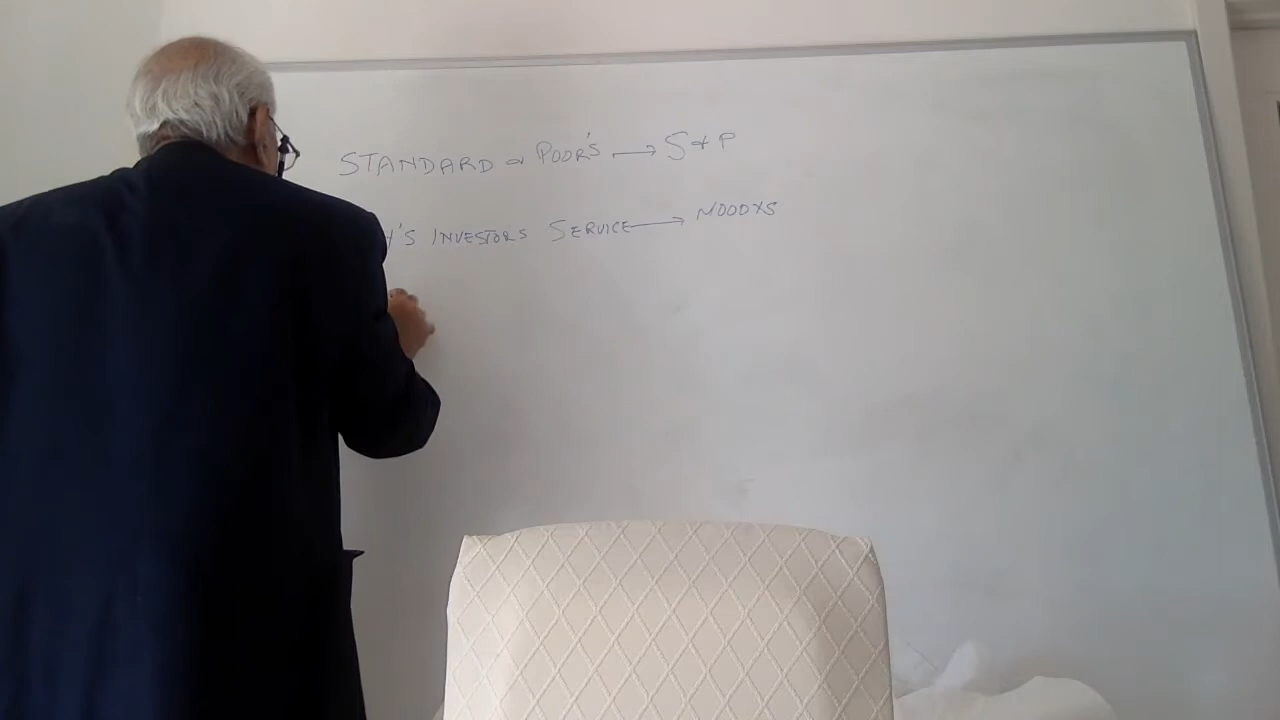 STANDARD & POOR'S → S & P
Y'S INVESTORS SERVICE → MOODYS